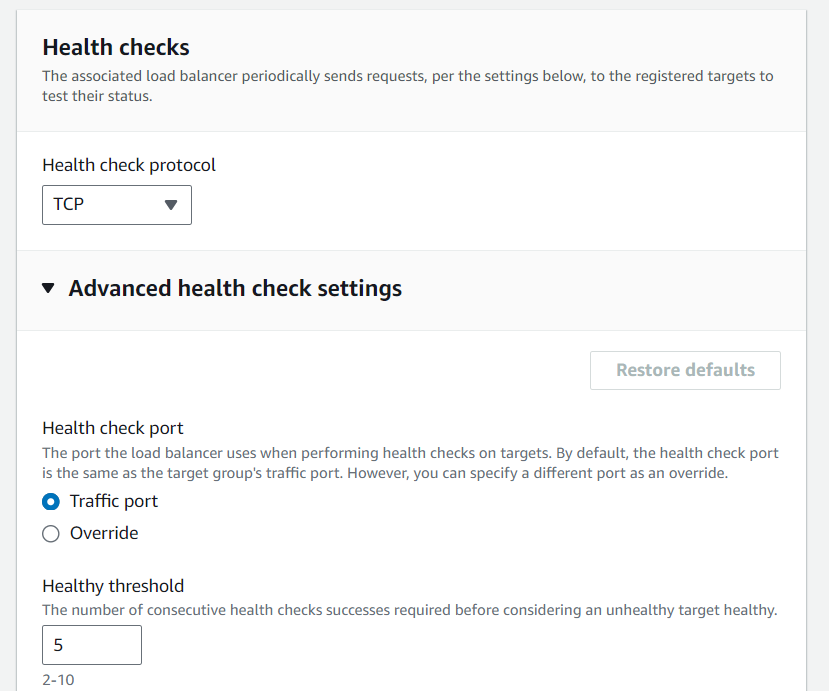 Health checks
The associated load balancer periodically sends requests, per the settings below, to the registered targets to
test their status.
Health check protocol
TCP
Advanced health check settings
Restore defaults
Health check port
The port the load balancer uses when performing health checks on targets. By default, the health check port
is the same as the target group's traffic port. However, you can specify a different port as an override.
Traffic port
Override
Healthy threshold
The number of consecutive health checks successes required before considering an unhealthy target healthy.
5
2-10